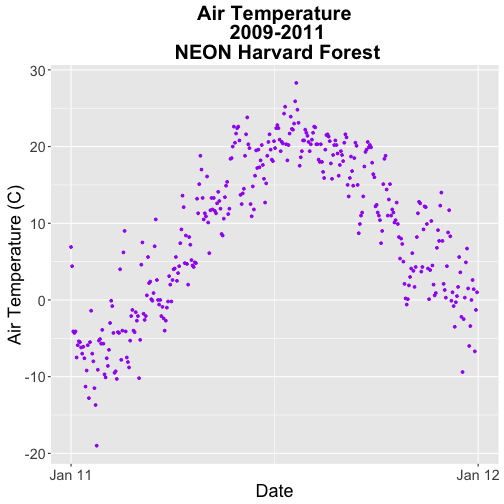 Air Temperature
2009-2011
NEON Harvard Forest
30
20
10
0
-10
-20
Air Temperature (C)
Jan 11
Jan 12
Date